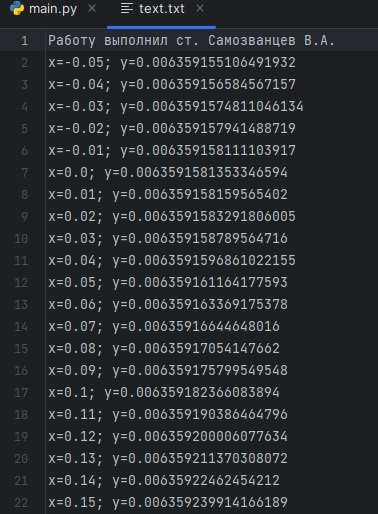 main.py × text.txt ×
1 Работу выполнил ст. Самозванцев В.А.
2 x=-0.05; y=0.006359155106491932
3 x=-0.04; y=0.006359156584567157
4 x=-0.03; y=0.0063591574811046134
5 x=-0.02; y=0.006359157941488719
6 x=-0.01; y=0.006359158111103917
7 x=0.0; y=0.0063591581353346594
8 x=0.01; y=0.006359158159565402
9 x=0.02; y=0.0063591583291806005
10 x=0.03; y=0.006359158789564716
11 x=0.04; y=0.0063591596861022155
12 x=0.05; y=0.006359161164177593
13 x=0.06; y=0.006359163369175378
14 x=0.07; y=0.00635916644648016
15 x=0.08; y=0.00635917054147662
16 x=0.09; y=0.006359175799549548
17 x=0.1; y=0.006359182366083894
18 x=0.11; y=0.006359190386464796
19 x=0.12; y=0.006359200006077634
20 x=0.13; y=0.006359211370308072
21 x=0.14; y=0.00635922462454212
22 x=0.15; y=0.006359239914166189